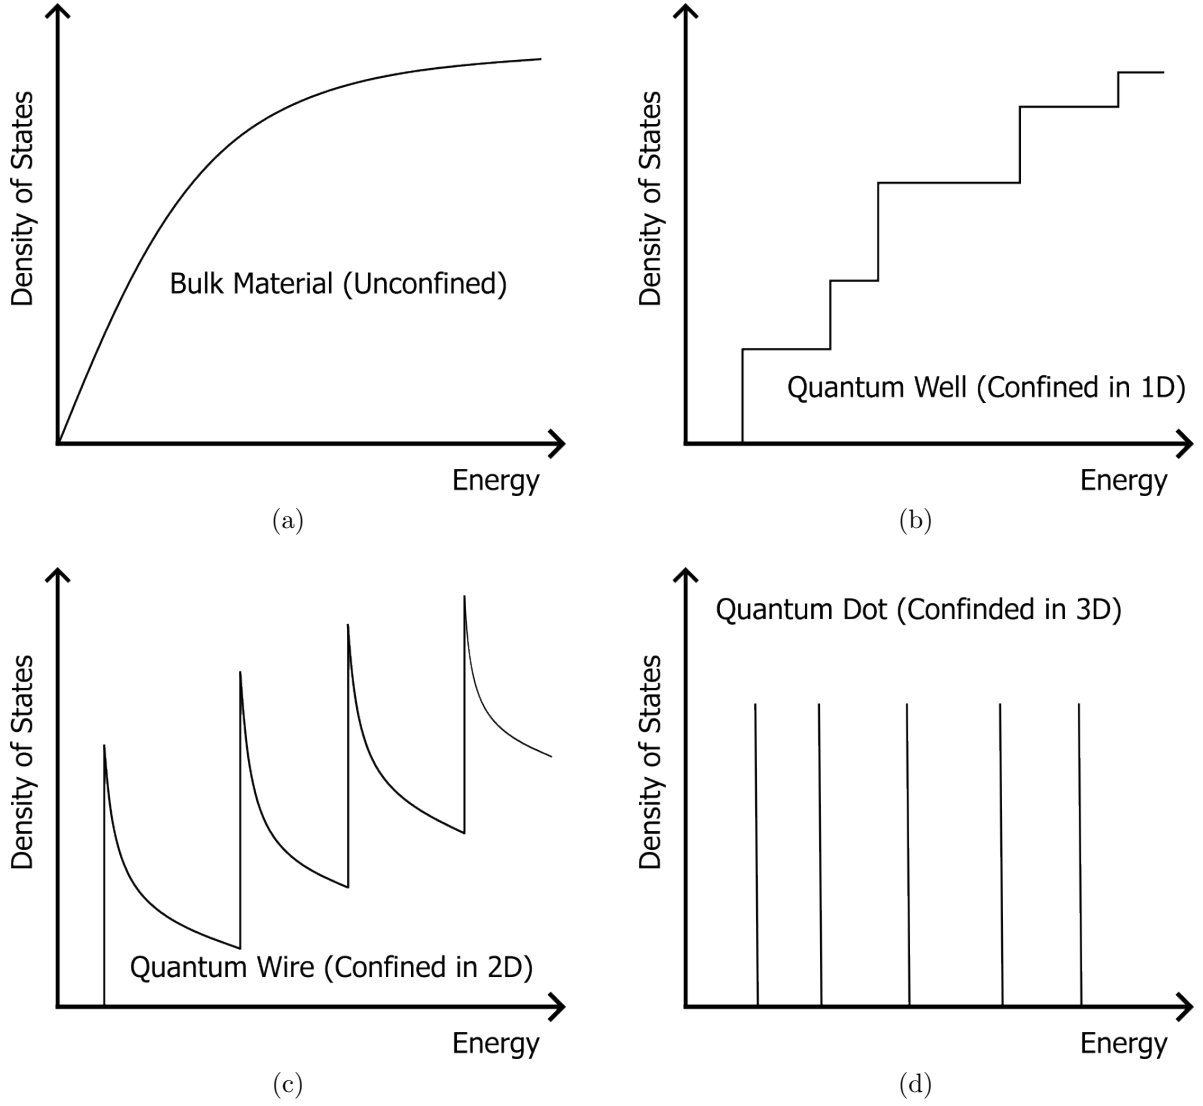 Density of States
Bulk Material (Unconfined)
Energy
(a)
Density of States
Quantum Well (Confined in 1D)
Energy
(b)
Density of States
Quantum Wire (Confined in 2D)
Energy
(c)
Quantum Dot (Confinded in 3D)
Density of States
Energy
(d)